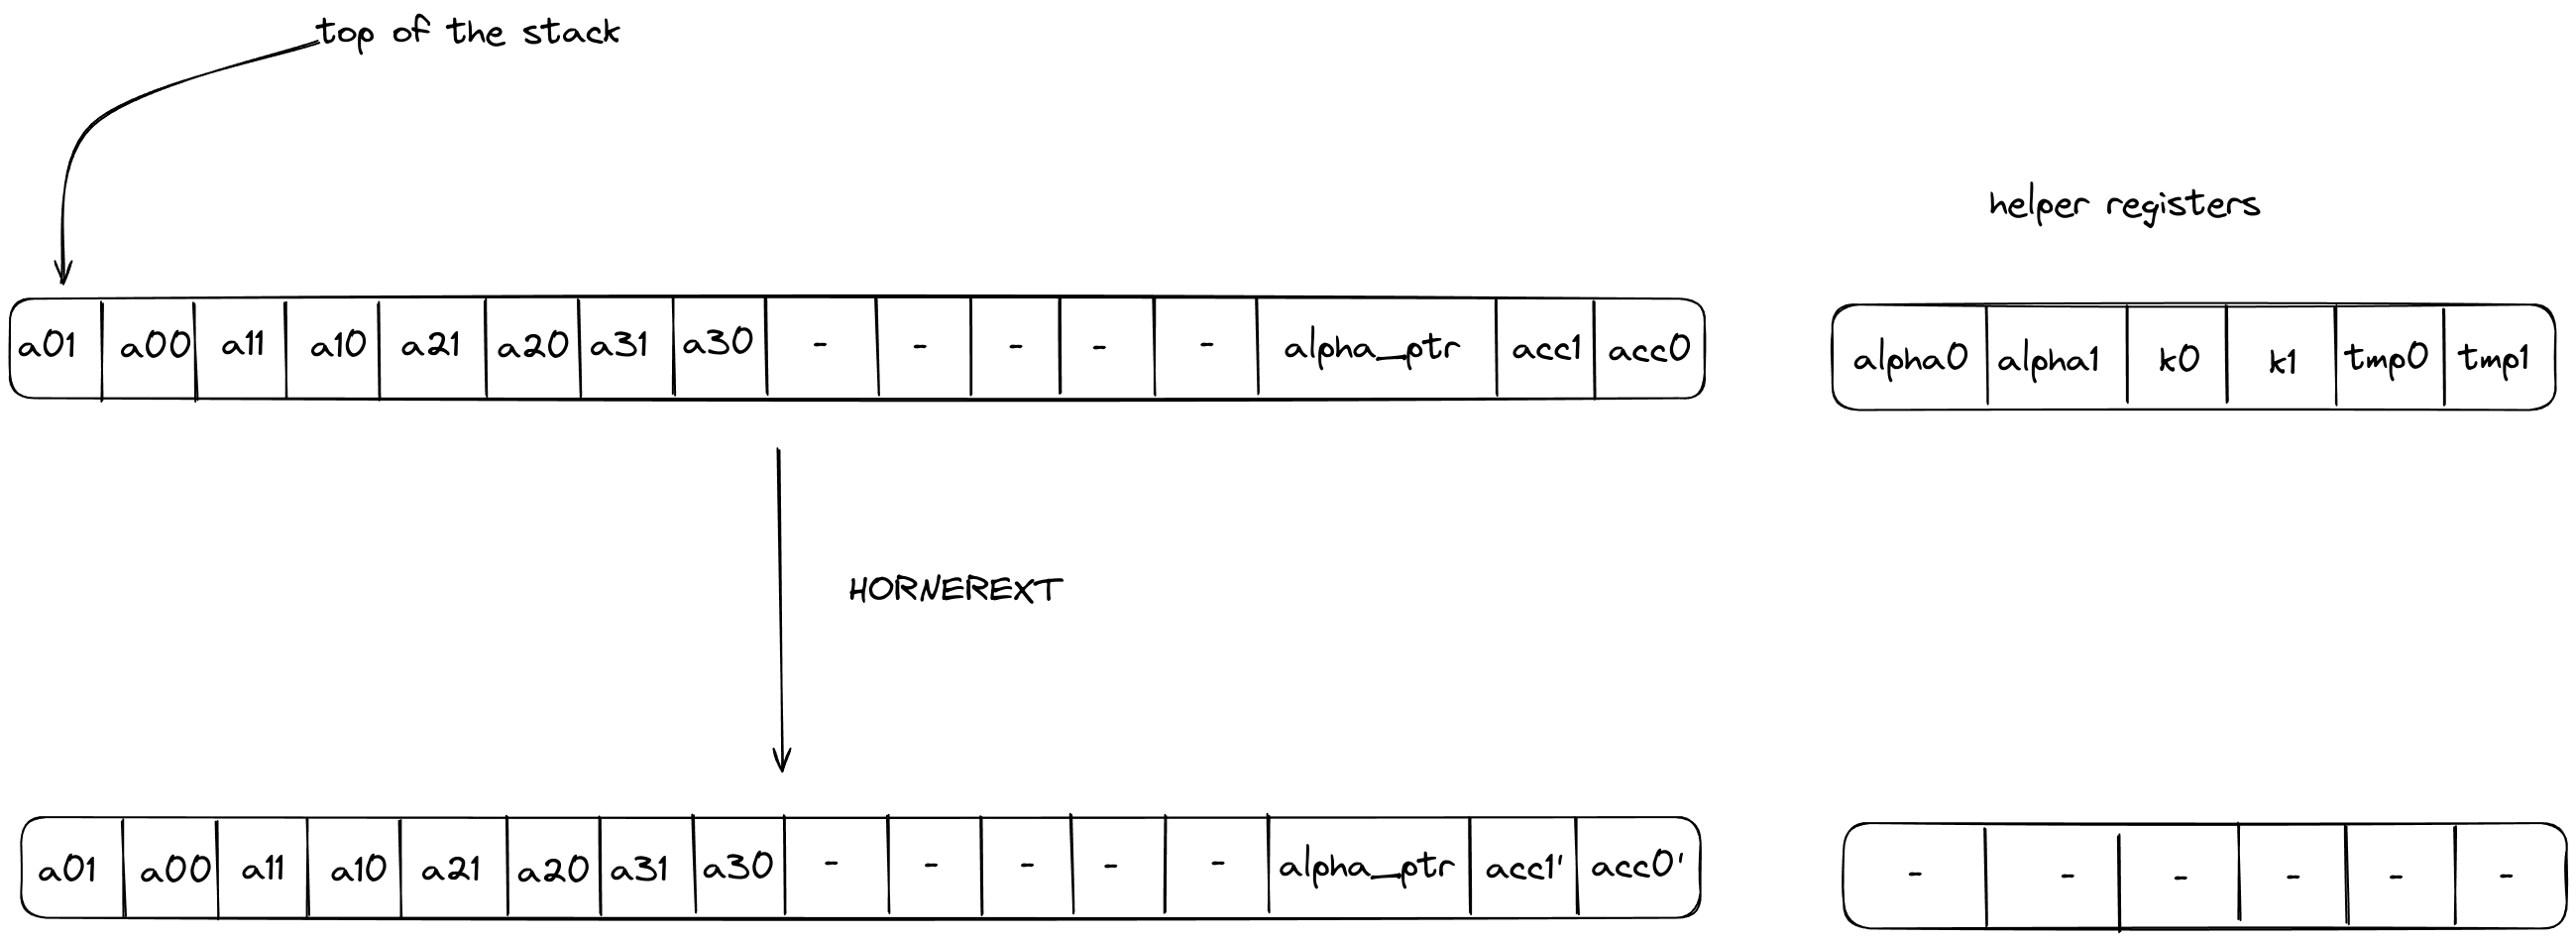 top of the stack
helper registers
a01 a00 a11 a10 a21 a20 a31 a30 - - - - - alpha_ptr acc1 acc0
alpha0 alpha1 k0 k1 tmp0 tmp1
HORNEREXT
a01 a00 a11 a10 a21 a20 a31 a30 - - - - - alpha_ptr acc1' acc0'
- - - - - -